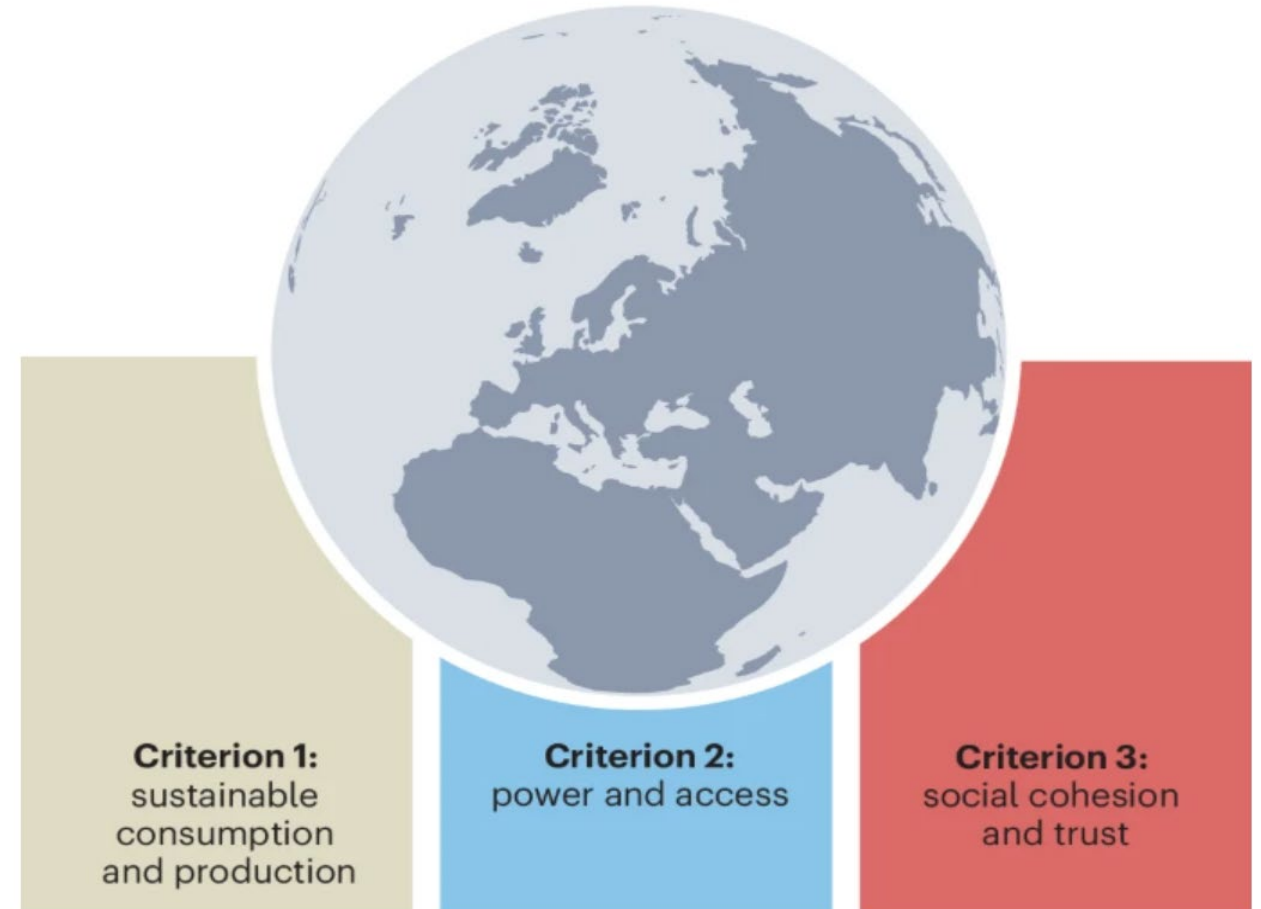 Criterion 1:
sustainable
consumption
and production
Criterion 2:
power and access
Criterion 3:
social cohesion
and trust